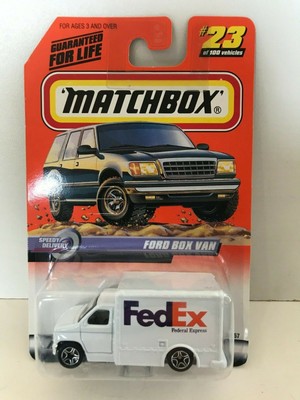 FOR AGES 3 AND OVER
GUARANTEED
FOR LIFE
#23
of 100 vehicles
MATCHBOX®
SPEEDY
DELIVERY
FORD BOX VAN
FedEx
Federal Express